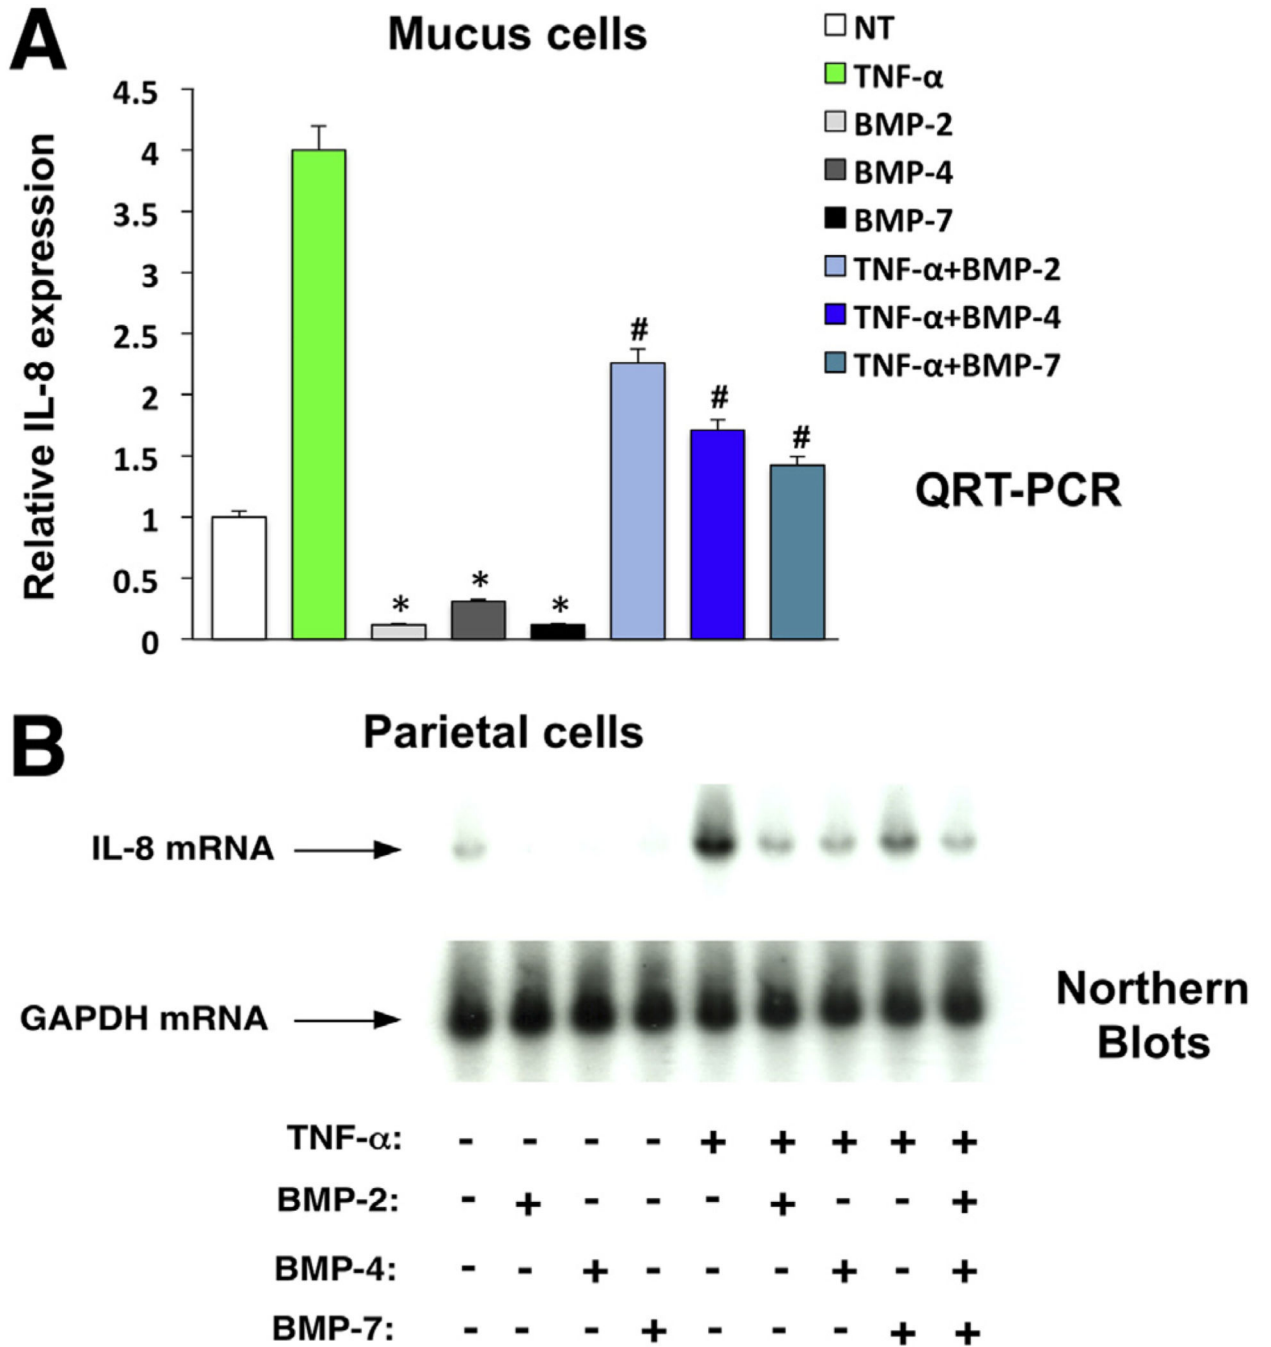 A
Mucus cells
NT
TNF-α
BMP-2
BMP-4
BMP-7
TNF-α+BMP-2
TNF-α+BMP-4
TNF-α+BMP-7
Relative IL-8 expression
4.5
4
3.5
3
2.5
2
1.5
1
0.5
0
* * * # # #
QRT-PCR
B
Parietal cells
IL-8 mRNA
GAPDH mRNA
Northern
Blots
TNF-α: - - - - + + + + +
BMP-2: - + - - - + - - +
BMP-4: - - + - - - + - +
BMP-7: - - - + - - - + +